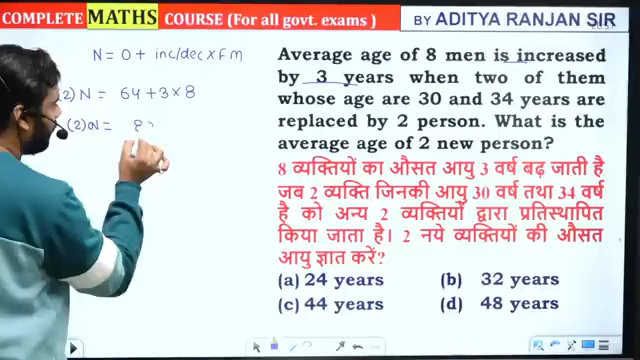 COMPLETE MATHS COURSE (For all govt. exams)
BY ADITYA RANJAN SIR
N = O + inc/dec × Fm
2) N = 64 + 3 × 8
(2) N = 8
Average age of 8 men is increased
by 3 years when two of them
whose age are 30 and 34 years are
replaced by 2 person. What is the
average age of 2 new person?
8 व्यक्तियों का औसत आयु 3 वर्ष बढ़ जाती है
जब 2 व्यक्ति जिनकी आयु 30 वर्ष तथा 34 वर्ष
है को अन्य 2 व्यक्तियों द्वारा प्रतिस्थापित
किया जाता है। 2 नये व्यक्तियों की औसत
आयु ज्ञात करें?
(a) 24 years (b) 32 years
(c) 44 years (d) 48 years